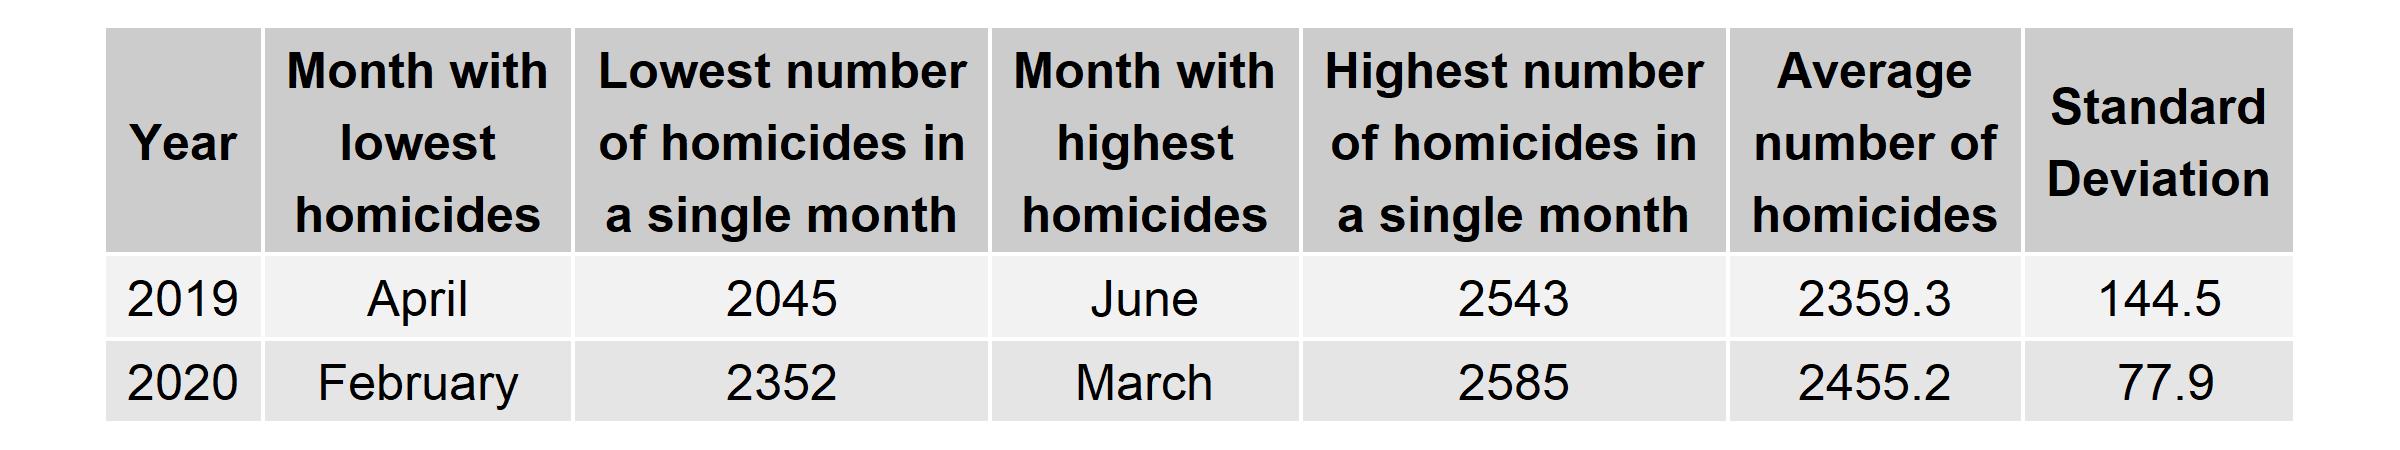 Year
Month with
lowest
homicides
Lowest number
of homicides in
a single month
Month with
highest
homicides
Highest number
of homicides in
a single month
Average
number of
homicides
Standard
Deviation
2019 April 2045 June 2543 2359.3 144.5
2020 February 2352 March 2585 2455.2 77.9